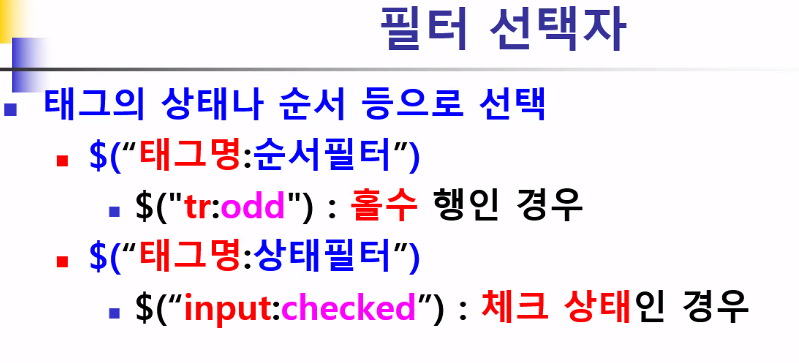 필터 선택자
태그의 상태나 순서 등으로 선택
$(“태그명:순서필터”)
$("tr:odd") : 홀수 행인 경우
$(“태그명:상태필터”)
$(“input:checked”) : 체크 상태인 경우